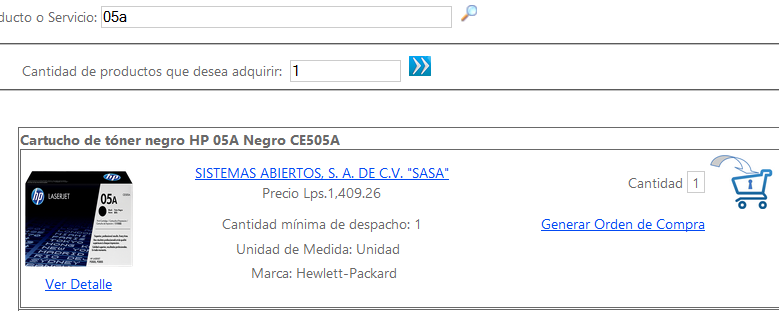 ducto o Servicio: 05a
Cantidad de productos que desea adquirir: 1
Cartucho de tóner negro HP 05A Negro CE505A
hp
LASERJET
05A
SISTEMAS ABIERTOS, S. A. DE C.V. "SASA"
Precio Lps.1,409.26
Cantidad mínima de despacho: 1
Unidad de Medida: Unidad
Marca: Hewlett-Packard
Ver Detalle
Cantidad 1
Generar Orden de Compra